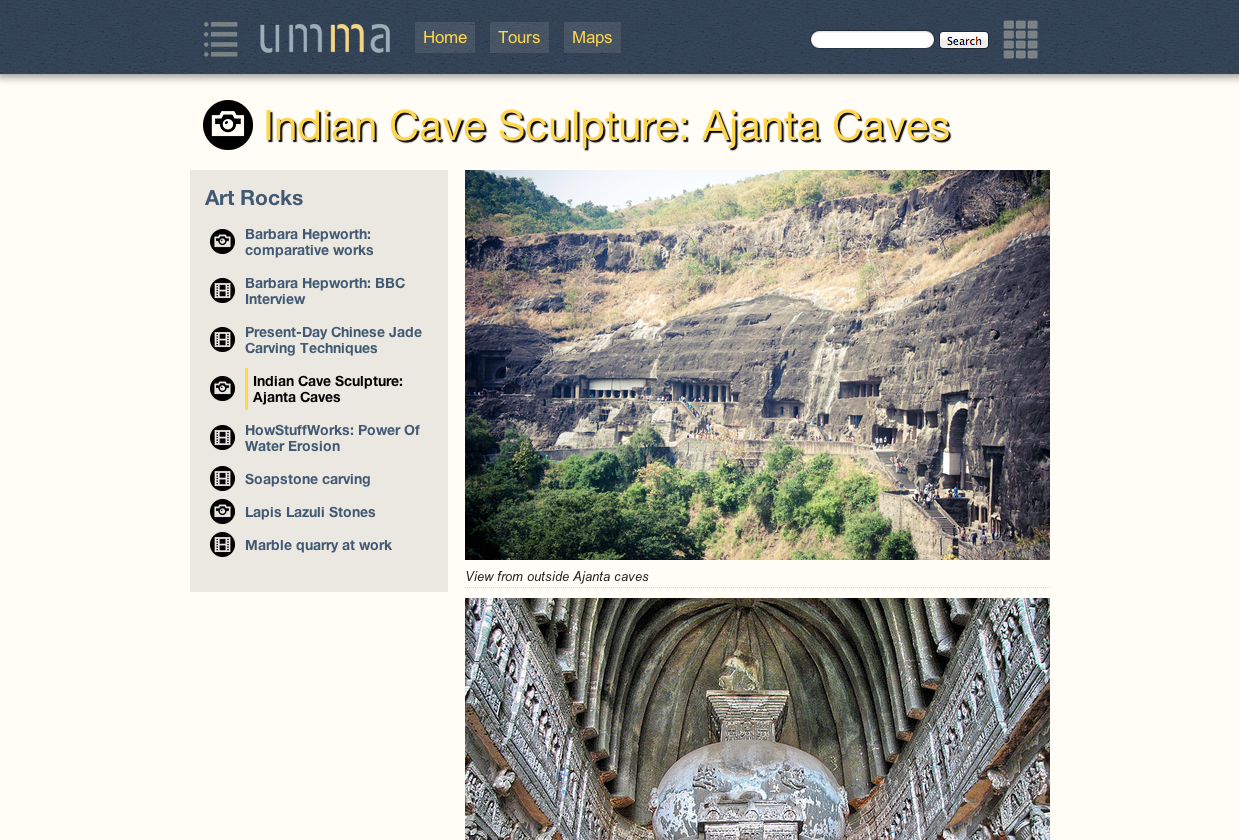 umma
Home
Tours
Maps
Search
Indian Cave Sculpture: Ajanta Caves
Art Rocks
Barbara Hepworth:
comparative works
Barbara Hepworth: BBC
Interview
Present-Day Chinese Jade
Carving Techniques
Indian Cave Sculpture:
Ajanta Caves
HowStuffWorks: Power Of
Water Erosion
Soapstone carving
Lapis Lazuli Stones
Marble quarry at work
View from outside Ajanta caves